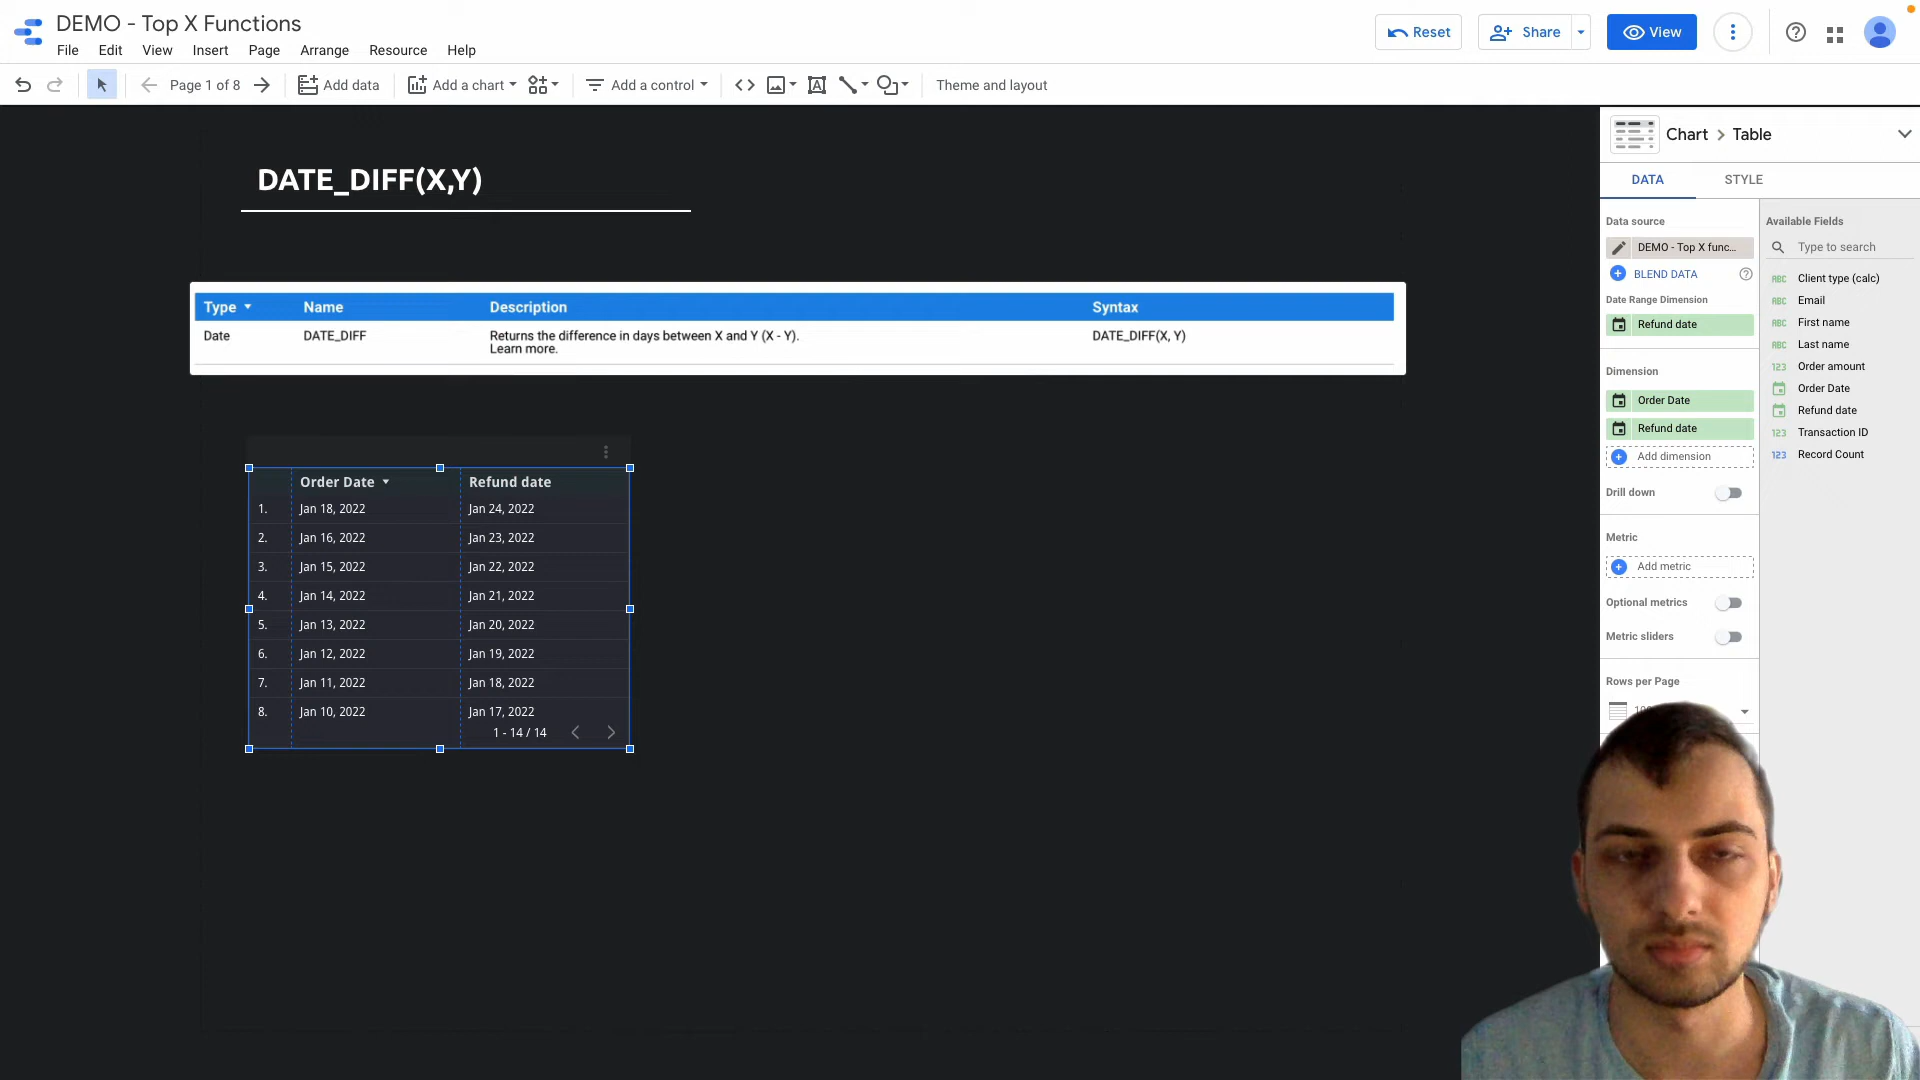 DEMO - Top X Functions
File Edit View Insert Page Arrange Resource Help
Reset Share View
Page 1 of 8 Add data Add a chart Add a control Theme and layout
DATE_DIFF(X,Y)
Type Name Description Syntax
Date DATE_DIFF Returns the difference in days between X and Y (X - Y). DATE_DIFF(X, Y)
Learn more.
Order Date Refund date
1. Jan 18, 2022 Jan 24, 2022
2. Jan 16, 2022 Jan 23, 2022
3. Jan 15, 2022 Jan 22, 2022
4. Jan 14, 2022 Jan 21, 2022
5. Jan 13, 2022 Jan 20, 2022
6. Jan 12, 2022 Jan 19, 2022
7. Jan 11, 2022 Jan 18, 2022
8. Jan 10, 2022 Jan 17, 2022
1 - 14 / 14
Chart > Table
DATA STYLE
Data source
DEMO - Top X func...
BLEND DATA
Date Range Dimension
Refund date
Dimension
Order Date
Refund date
Add dimension
Drill down
Metric
Add metric
Optional metrics
Metric sliders
Rows per Page
Available Fields
Type to search
ABC Client type (calc)
ABC Email
ABC First name
ABC Last name
123 Order amount
Order Date
Refund date
123 Transaction ID
123 Record Count